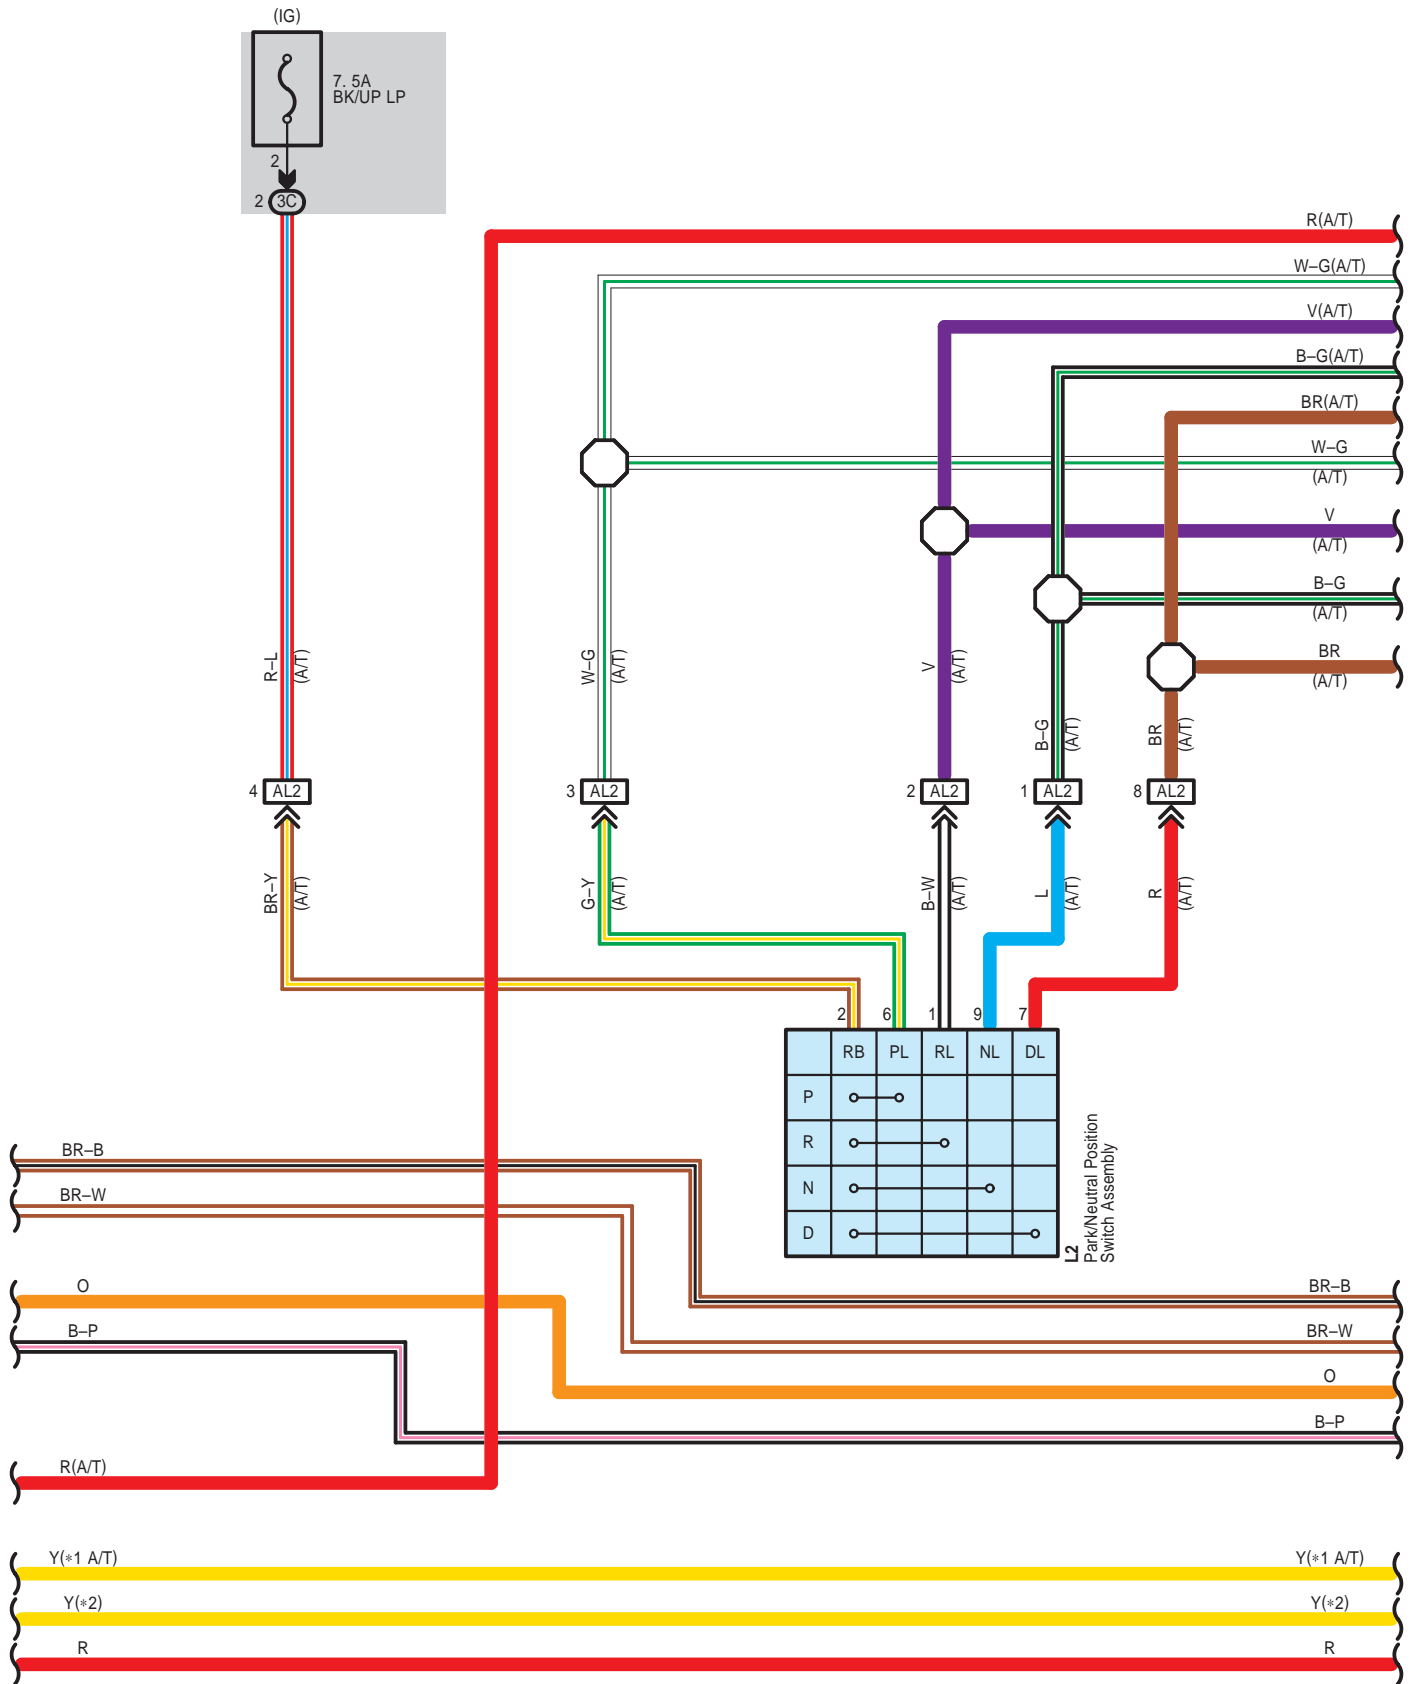 (IG)
7. 5A
BK/UP LP
2
2 3C
R(A/T)
W–G(A/T)
V(A/T)
B–G(A/T)
BR(A/T)
W–G
(A/T)
V
(A/T)
B–G
(A/T)
BR
(A/T)
R–L
(A/T)
W–G
(A/T)
V
(A/T)
B–G
(A/T)
BR
(A/T)
4 AL2
3 AL2
2 AL2
1 AL2
8 AL2
BR–Y
(A/T)
G–Y
(A/T)
B–W
(A/T)
L
(A/T)
R
(A/T)
2 6 1 9 7
RB PL RL NL DL
P
R
N
D
L2
Park/Neutral Position
Switch Assembly
BR–B
BR–W
O
B–P
R(A/T)
BR–B
BR–W
O
B–P
Y(*1 A/T) Y(*1 A/T)
Y(*2) Y(*2)
R R